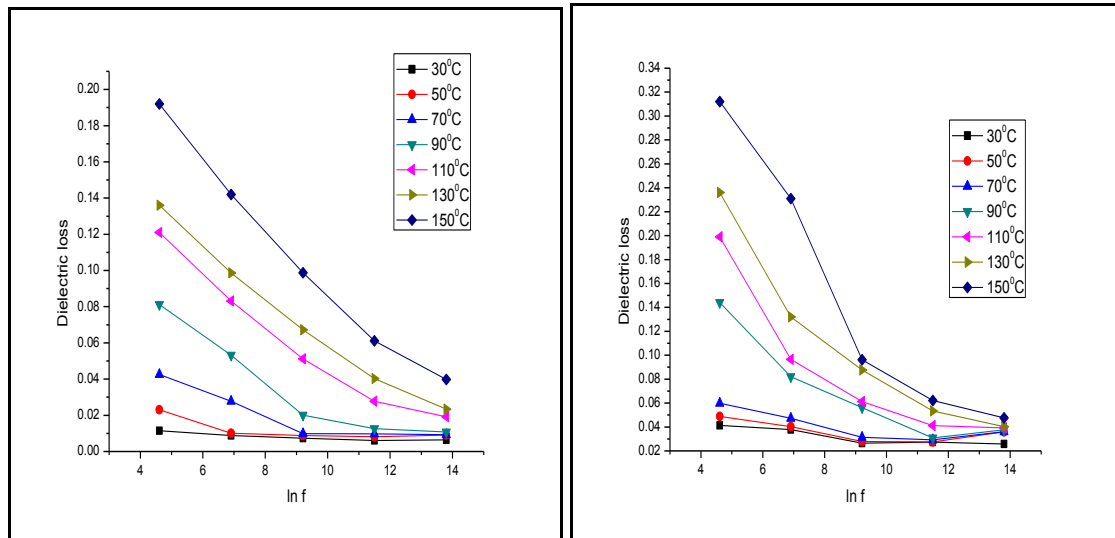 30⁰C
50⁰C
70⁰C
90⁰C
110⁰C
130⁰C
150⁰C
0.20
0.18
0.16
0.14
0.12
0.10
0.08
0.06
0.04
0.02
0.00
Dielectric loss
4 6 8 10 12 14
ln f
30⁰C
50⁰C
70⁰C
90⁰C
110⁰C
130⁰C
150⁰C
0.34
0.32
0.30
0.28
0.26
0.24
0.22
0.20
0.18
0.16
0.14
0.12
0.10
0.08
0.06
0.04
0.02
Dielectric loss
4 6 8 10 12 14
ln f